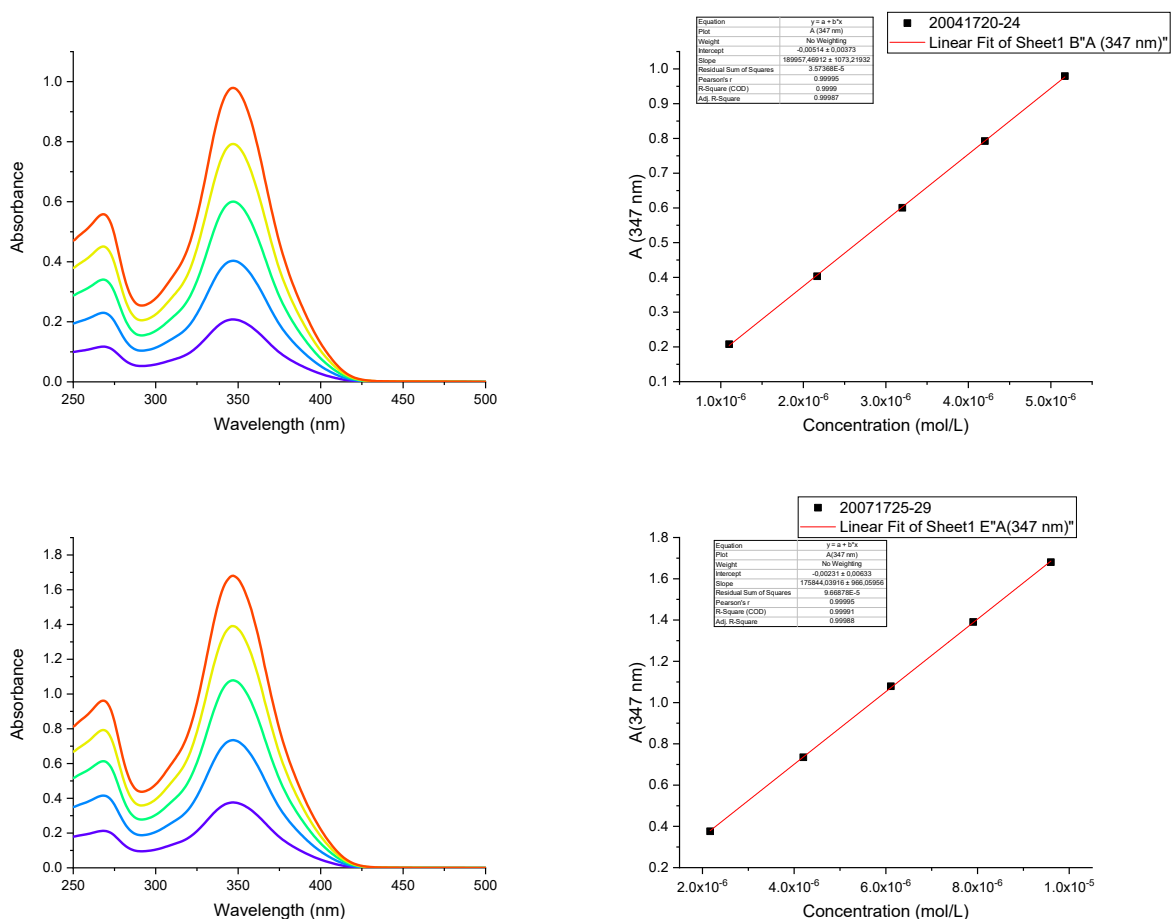 1.0
0.8
0.6
0.4
0.2
0.0
Absorbance
250 300 350 400 450 500
Wavelength (nm)
20041720-24
Linear Fit of Sheet1 B"A (347 nm)"
Equation y = a + b*x
Plot A (347 nm)
Weight No Weighting
Intercept -0,00514 ± 0,00373
Slope 189957,46912 ± 1073,21932
Residual Sum of Squares 3.57368E-5
Pearson's r 0.99995
R-Square (COD) 0.9999
Adj. R-Square 0.99987
1.0
0.9
0.8
0.7
0.6
0.5
0.4
0.3
0.2
0.1
A (347 nm)
1.0x10⁻⁶ 2.0x10⁻⁶ 3.0x10⁻⁶ 4.0x10⁻⁶ 5.0x10⁻⁶
Concentration (mol/L)
1.8
1.6
1.4
1.2
1.0
0.8
0.6
0.4
0.2
0.0
Absorbance
250 300 350 400 450 500
Wavelength (nm)
20071725-29
Linear Fit of Sheet1 E"A(347 nm)"
Equation y = a + b*x
Plot A(347 nm)
Weight No Weighting
Intercept -0,00231 ± 0,00633
Slope 175844,03916 ± 966,05956
Residual Sum of Squares 9.66878E-5
Pearson's r 0.99995
R-Square (COD) 0.99991
Adj. R-Square 0.99988
1.8
1.6
1.4
1.2
1.0
0.8
0.6
0.4
0.2
A(347 nm)
2.0x10⁻⁶ 4.0x10⁻⁶ 6.0x10⁻⁶ 8.0x10⁻⁶ 1.0x10⁻⁵
Concentration (mol/L)